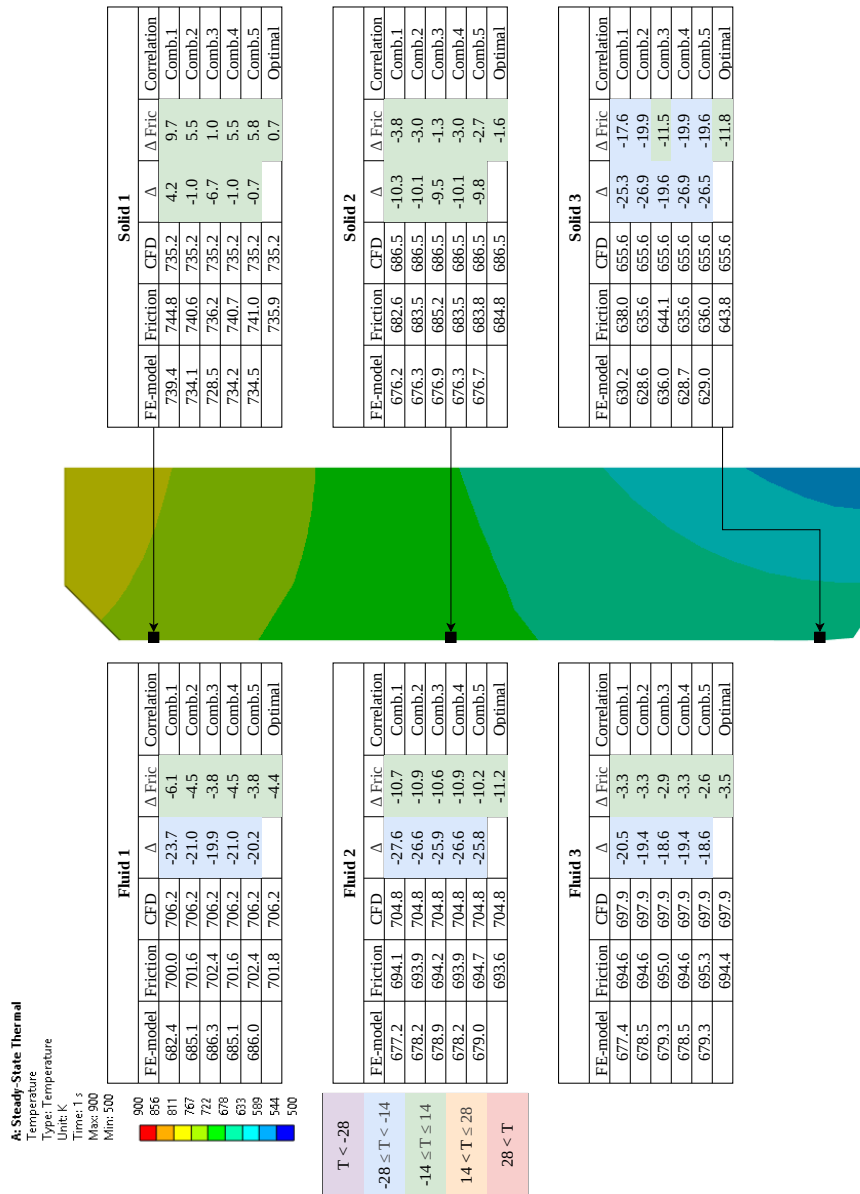 A: Steady-State Thermal
Temperature
Type: Temperature
Unit: K
Time: 1 s
Max: 900
Min: 500
900
856
811
767
722
678
633
589
544
500
T < -28
-28 ≤ T < -14
-14 ≤ T ≤ 14
14 < T ≤ 28
28 < T
Fluid 1
FE-model Friction CFD Δ Δ Fric Correlation
682.4 700.0 706.2 -23.7 -6.1 Comb.1
685.1 701.6 706.2 -21.0 -4.5 Comb.2
686.3 702.4 706.2 -19.9 -3.8 Comb.3
685.1 701.6 706.2 -21.0 -4.5 Comb.4
686.0 702.4 706.2 -20.2 -3.8 Comb.5
701.8 706.2 -4.4 Optimal
Fluid 2
FE-model Friction CFD Δ Δ Fric Correlation
677.2 694.1 704.8 -27.6 -10.7 Comb.1
678.2 693.9 704.8 -26.6 -10.9 Comb.2
678.9 694.2 704.8 -25.9 -10.6 Comb.3
678.2 693.9 704.8 -26.6 -10.9 Comb.4
679.0 694.7 704.8 -25.8 -10.2 Comb.5
693.6 704.8 -11.2 Optimal
Fluid 3
FE-model Friction CFD Δ Δ Fric Correlation
677.4 694.6 697.9 -20.5 -3.3 Comb.1
678.5 694.6 697.9 -19.4 -3.3 Comb.2
679.3 695.0 697.9 -18.6 -2.9 Comb.3
678.5 694.6 697.9 -19.4 -3.3 Comb.4
679.3 695.3 697.9 -18.6 -2.6 Comb.5
694.4 697.9 -3.5 Optimal
Solid 1
FE-model Friction CFD Δ Δ Fric Correlation
739.4 744.8 735.2 4.2 9.7 Comb.1
734.1 740.6 735.2 -1.0 5.5 Comb.2
728.5 736.2 735.2 -6.7 1.0 Comb.3
734.2 740.7 735.2 -1.0 5.5 Comb.4
734.5 741.0 735.2 -0.7 5.8 Comb.5
735.9 735.2 0.7 Optimal
Solid 2
FE-model Friction CFD Δ Δ Fric Correlation
676.2 682.6 686.5 -10.3 -3.8 Comb.1
676.3 683.5 686.5 -10.1 -3.0 Comb.2
676.9 685.2 686.5 -9.5 -1.3 Comb.3
676.3 683.5 686.5 -10.1 -3.0 Comb.4
676.7 683.8 686.5 -9.8 -2.7 Comb.5
684.8 686.5 -1.6 Optimal
Solid 3
FE-model Friction CFD Δ Δ Fric Correlation
630.2 638.0 655.6 -25.3 -17.6 Comb.1
628.6 635.6 655.6 -26.9 -19.9 Comb.2
636.0 644.1 655.6 -19.6 -11.5 Comb.3
628.7 635.6 655.6 -26.9 -19.9 Comb.4
629.0 636.0 655.6 -26.5 -19.6 Comb.5
643.8 655.6 -11.8 Optimal